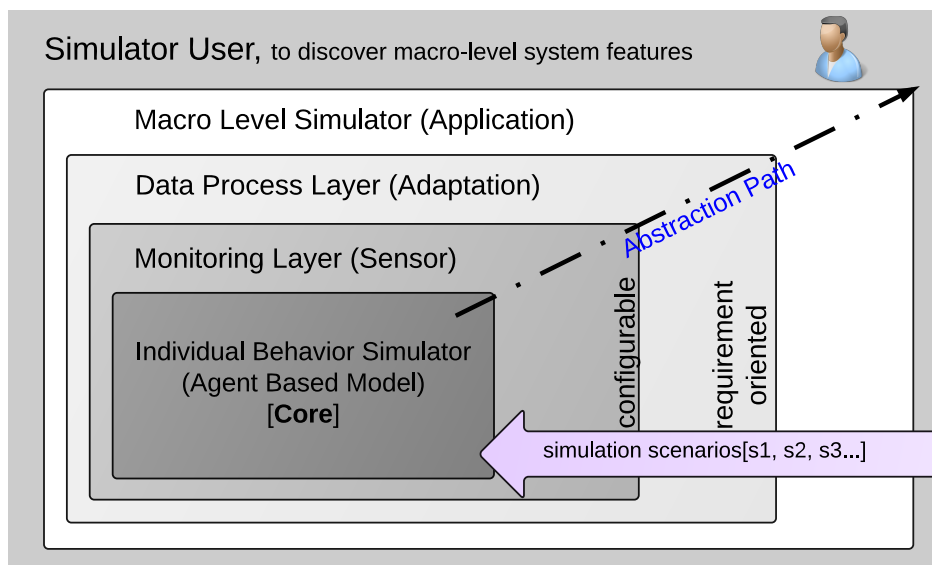 Simulator User, to discover macro-level system features
Macro Level Simulator (Application)
Data Process Layer (Adaptation)
Abstraction Path
Monitoring Layer (Sensor)
configurable
requirement
oriented
Individual Behavior Simulator
(Agent Based Model)
[Core]
simulation scenarios[s1, s2, s3...]